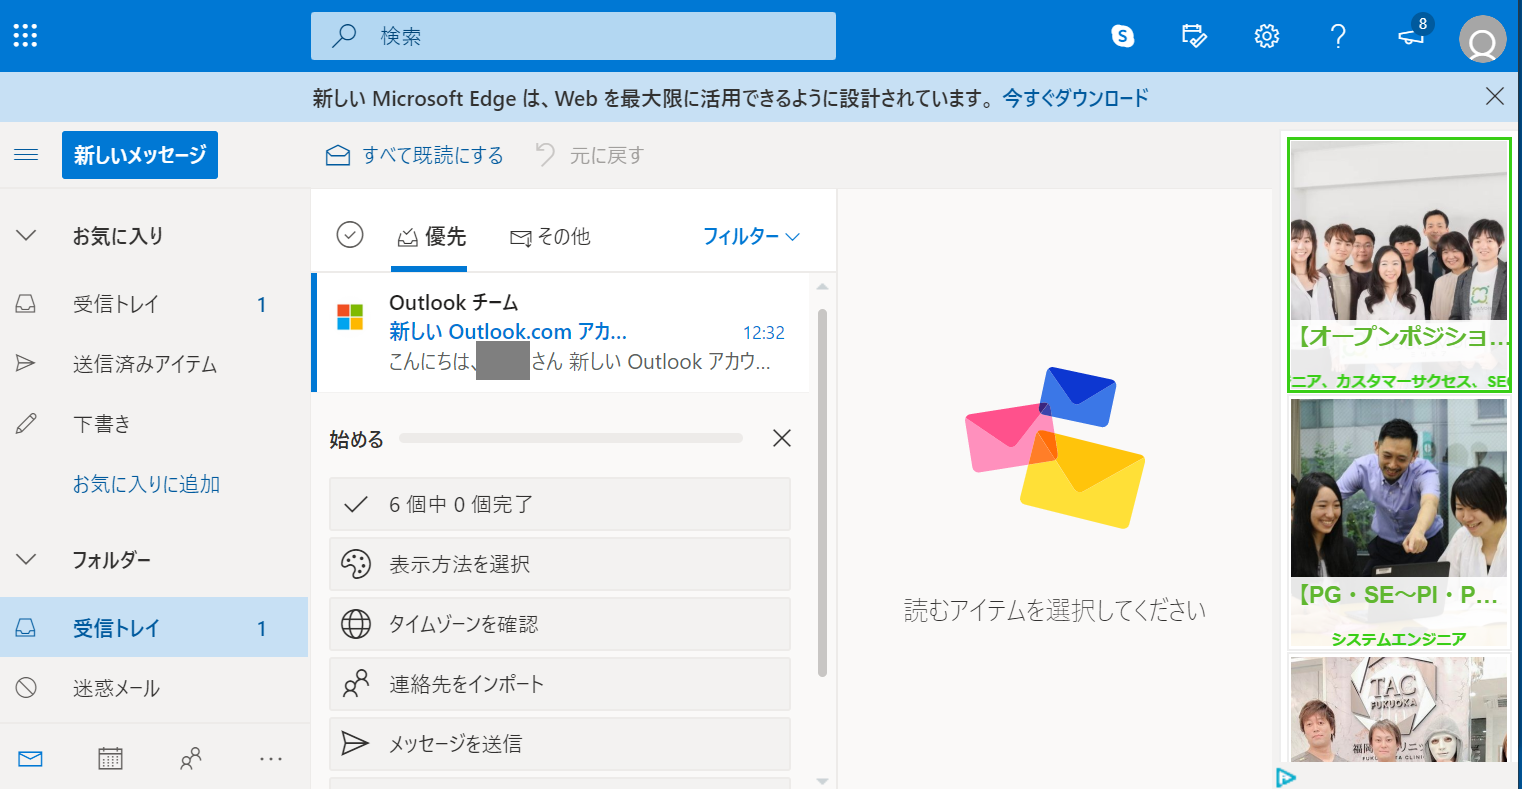 検索
8
新しい Microsoft Edge は、Web を最大限に活用できるように設計されています。 今すぐダウンロード
新しいメッセージ
すべて既読にする
元に戻す
お気に入り
受信トレイ 1
送信済みアイテム
下書き
お気に入りに追加
フォルダー
受信トレイ 1
迷惑メール
優先
その他
フィルター
Outlook チーム
新しい Outlook.com アカ...
12:32
こんにちは、さん 新しい Outlook アカウ...
始める
6 個中 0 個完了
表示方法を選択
タイムゾーンを確認
連絡先をインポート
メッセージを送信
読むアイテムを選択してください
【オープンポジショ...
ニア、カスタマーサクセス、SEO
【PG・SE～PI・P...
システムエンジニア
TAC
FUKUOKA